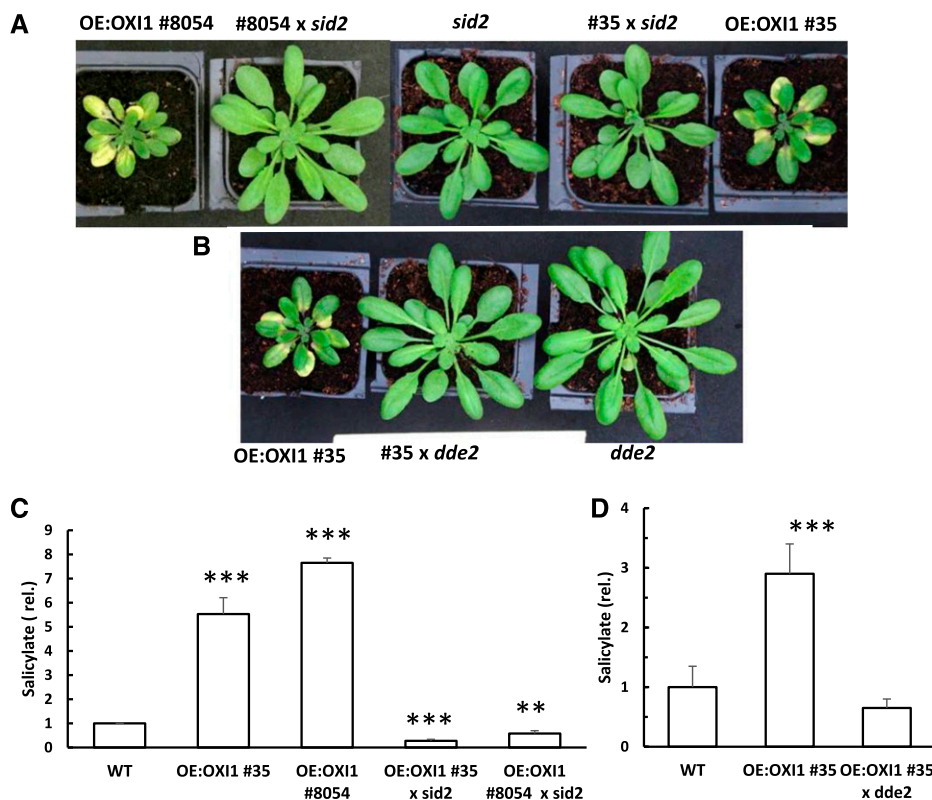 A
OE:OXI1 #8054 #8054 x sid2 sid2 #35 x sid2 OE:OXI1 #35
B
OE:OXI1 #35 #35 x dde2 dde2
C
Salicylate ( rel.)
9
8
7
6
5
4
3
2
1
0
***
***
***
**
WT OE:OXI1 #35 OE:OXI1 OE:OXI1 #35 OE:OXI1
#8054 x sid2 #8054 x sid2
D
Salicylate (rel.)
4
3
2
1
0
***
WT OE:OXI1 #35 OE:OXI1 #35
x dde2